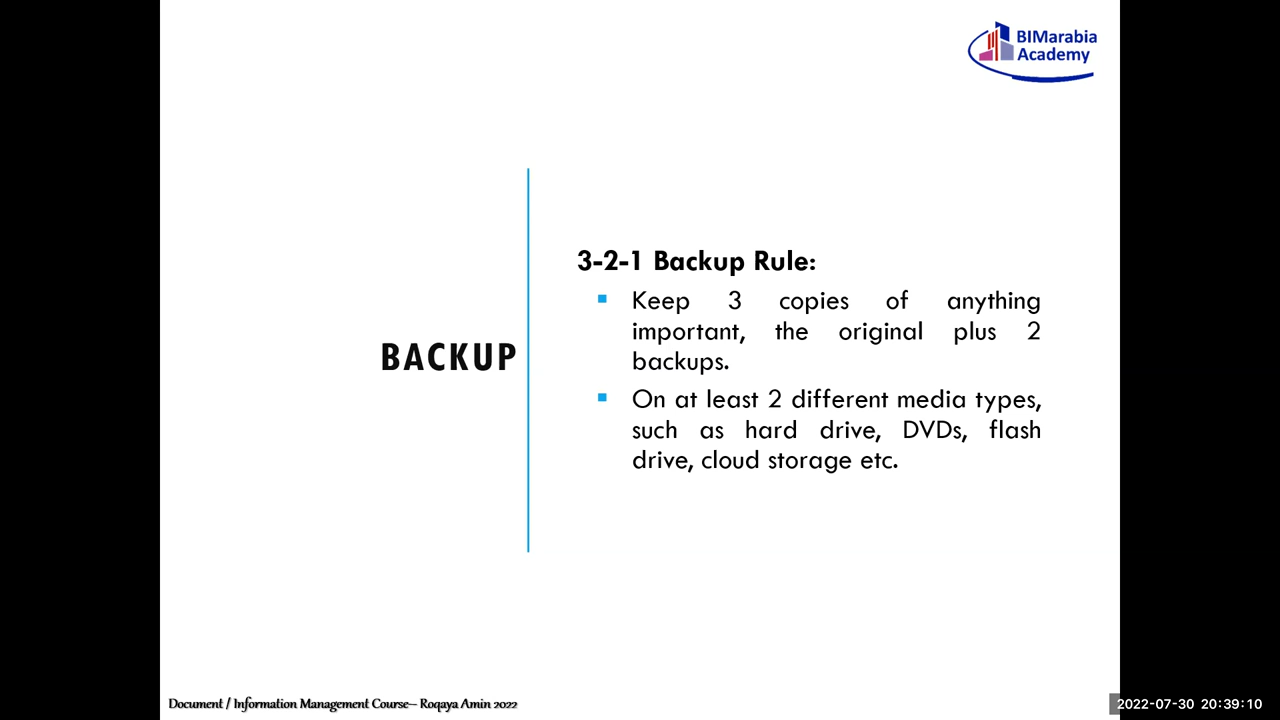 BIMarabia
Academy
BACKUP
3-2-1 Backup Rule:
Keep 3 copies of anything
important, the original plus 2
backups.
On at least 2 different media types,
such as hard drive, DVDs, flash
drive, cloud storage etc.
Document / Information Management Course– Roqaya Amin 2022
2022-07-30 20:39:10